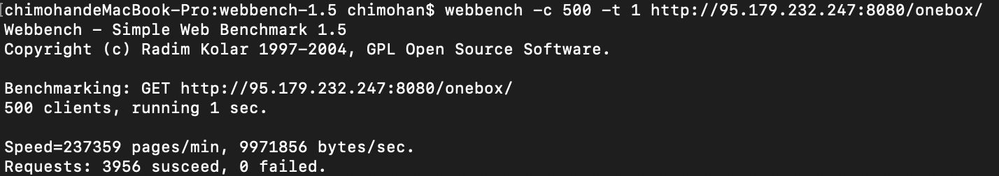 chimohandeMacBook-Pro:webbench-1.5 chimohan$ webbench -c 500 -t 1 http://95.179.232.247:8080/onebox/
Webbench - Simple Web Benchmark 1.5
Copyright (c) Radim Kolar 1997-2004, GPL Open Source Software.
Benchmarking: GET http://95.179.232.247:8080/onebox/
500 clients, running 1 sec.
Speed=237359 pages/min, 9971856 bytes/sec.
Requests: 3956 susceed, 0 failed.